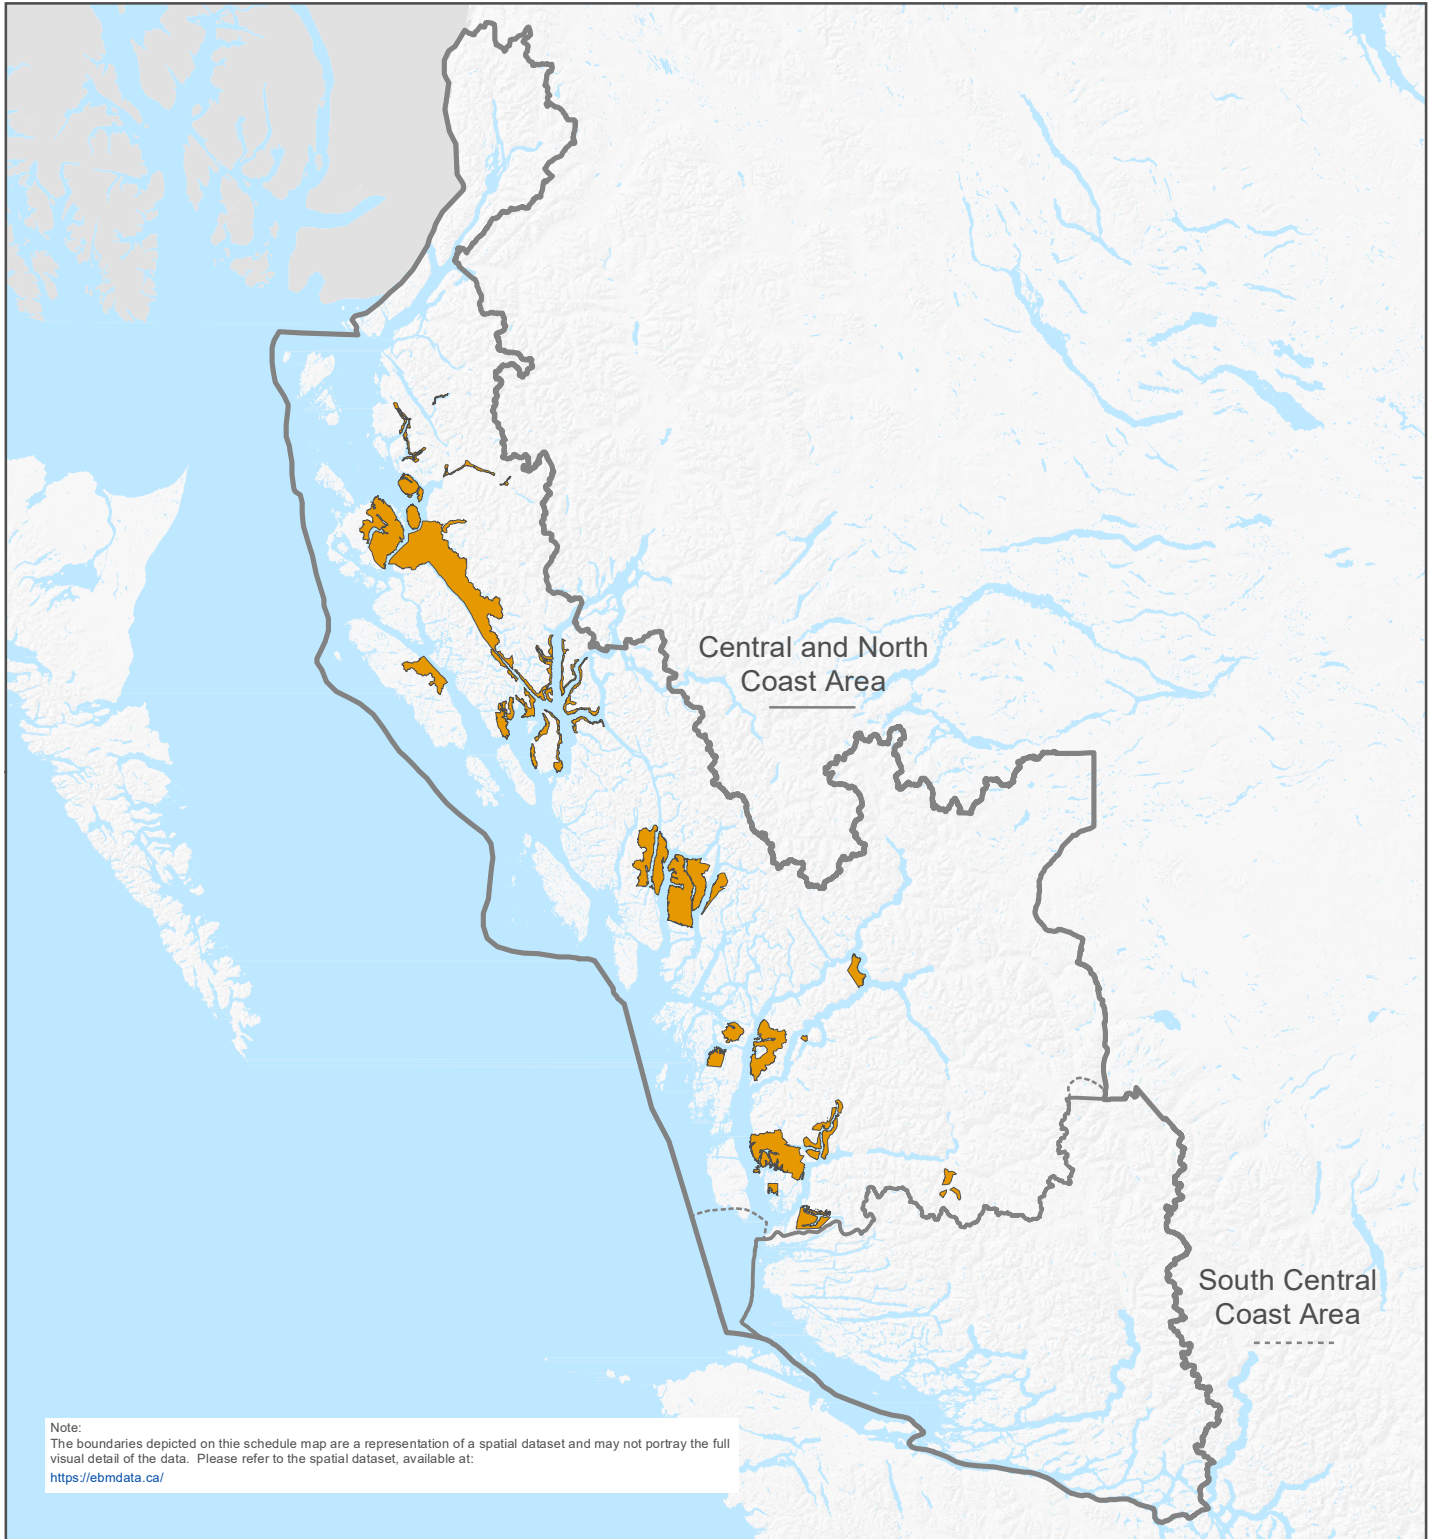 Central and North
Coast Area
South Central
Coast Area
Note:
The boundaries depicted on thie schedule map are a representation of a spatial dataset and may not portray the full
visual detail of the data.  Please refer to the spatial dataset, available at:
https://ebmdata.ca/